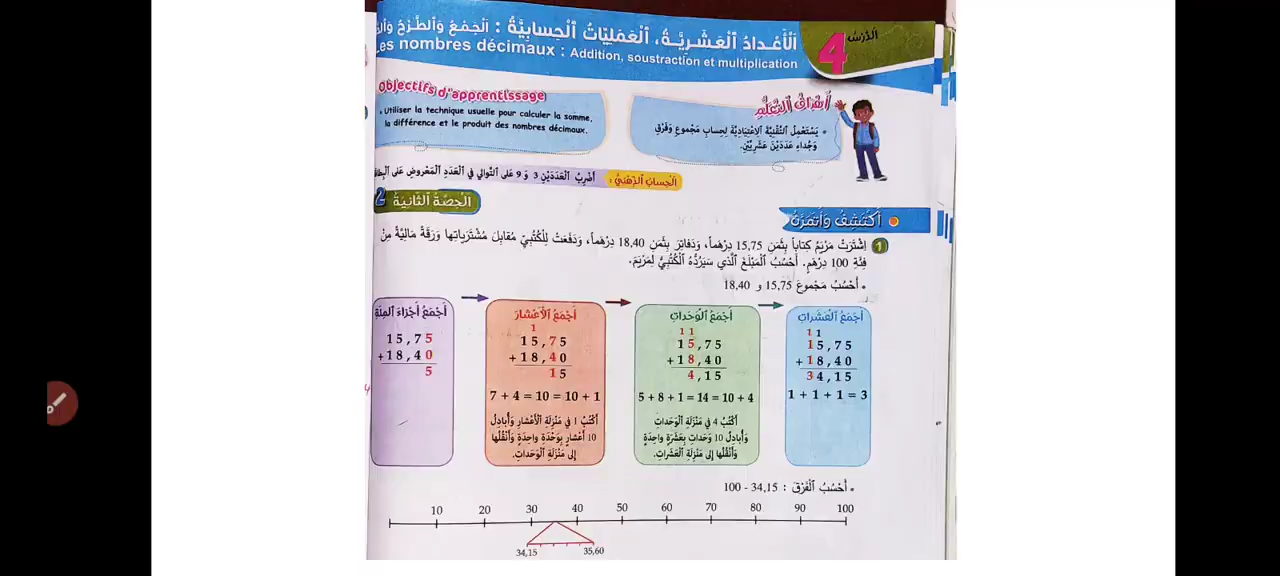 الدرس 4
الأعداد العشرية، العمليات الحسابية : الجمع والطرح
es nombres décimaux : Addition, soustraction et multiplication
أهداف التعلم
• يستعمل التقنية الاعتيادية لحساب مجموع وفرق
وجداء عددين عشريين.
Objectifs d'apprentissage
• Utiliser la technique usuelle pour calculer la somme,
la différence et le produit des nombres décimaux.
الحساب الذهني : أضرب العددين 3 و 9 على التوالي في العدد المعروض على
الحصة الثانية 2
أكتشف وأتمرن
1 اشترت مريم كتابا بثمن 15,75 درهما، ودفاتر بثمن 18,40 درهما، ودفعت للكتبي مقابل مشترياتها ورقة مالية من
فئة 100 درهم. أحسب المبلغ الذي سيرده الكتبي لمريم.
• أحسب مجموع 15,75 و 18,40
أجمع أجزاء المئة
15,75
+18,40
5
أجمع الأعشار
1
15,75
+18,40
15
7 + 4 = 10 = 10 + 1
أكتب 1 في منزلة الأعشار وأبادل
10 أعشار بوحدة واحدة وأنقلها
إلى منزلة الوحدات.
أجمع الوحدات
1 1
15,75
+18,40
4,15
5 + 8 + 1 = 14 = 10 + 4
أكتب 4 في منزلة الوحدات
وأبادل 10 وحدات بعشرة واحدة
وأنقلها إلى منزلة العشرات.
أجمع العشرات
1 1
15,75
+18,40
34,15
1 + 1 + 1 = 3
• أحسب الفرق : 34,15 - 100
10 20 30 40 50 60 70 80 90 100
34,15 35,60